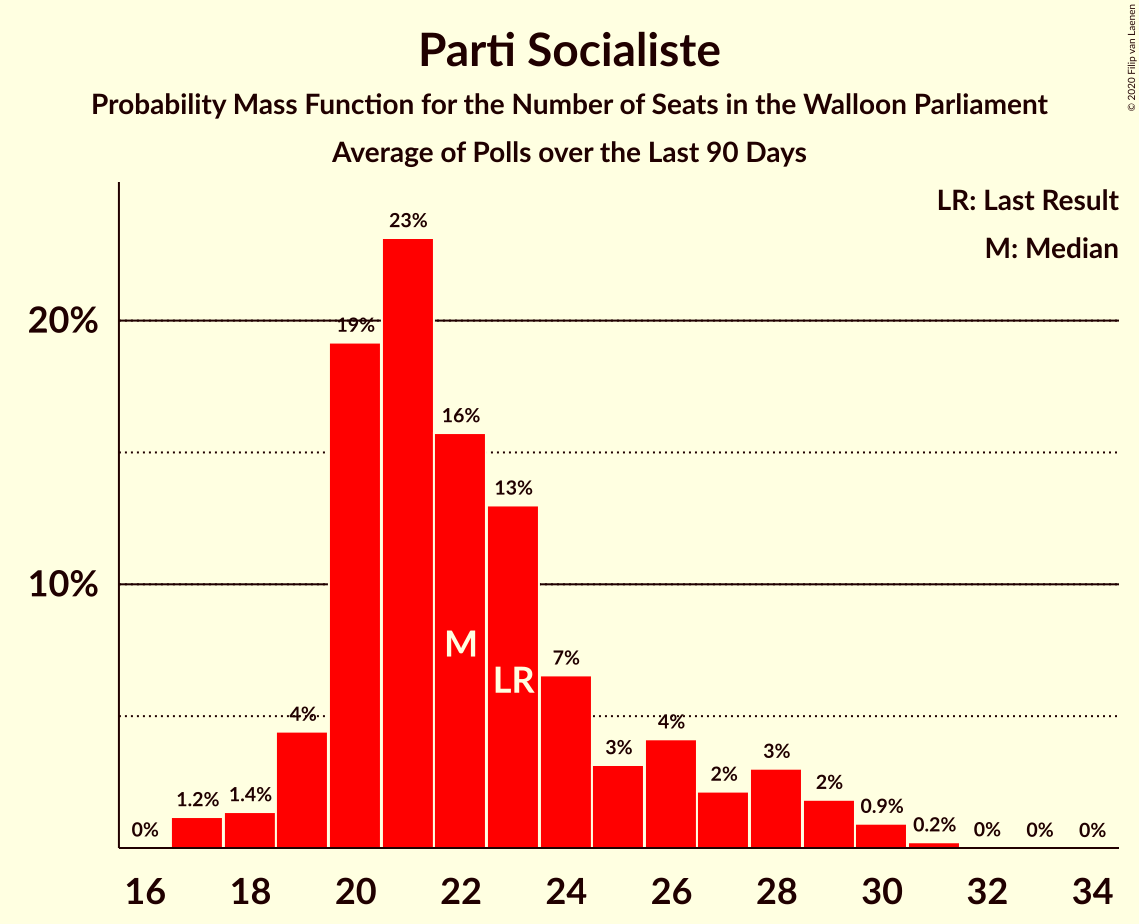 Parti Socialiste
Probability Mass Function for the Number of Seats in the Walloon Parliament
Average of Polls over the Last 90 Days
© 2020 Filip van Laenen
LR: Last Result
M: Median
20%
10%
0%
1.2%
1.4%
4%
19%
23%
16%
13%
7%
3%
4%
2%
3%
2%
0.9%
0.2%
0%
0%
0%
M
LR
16 18 20 22 24 26 28 30 32 34